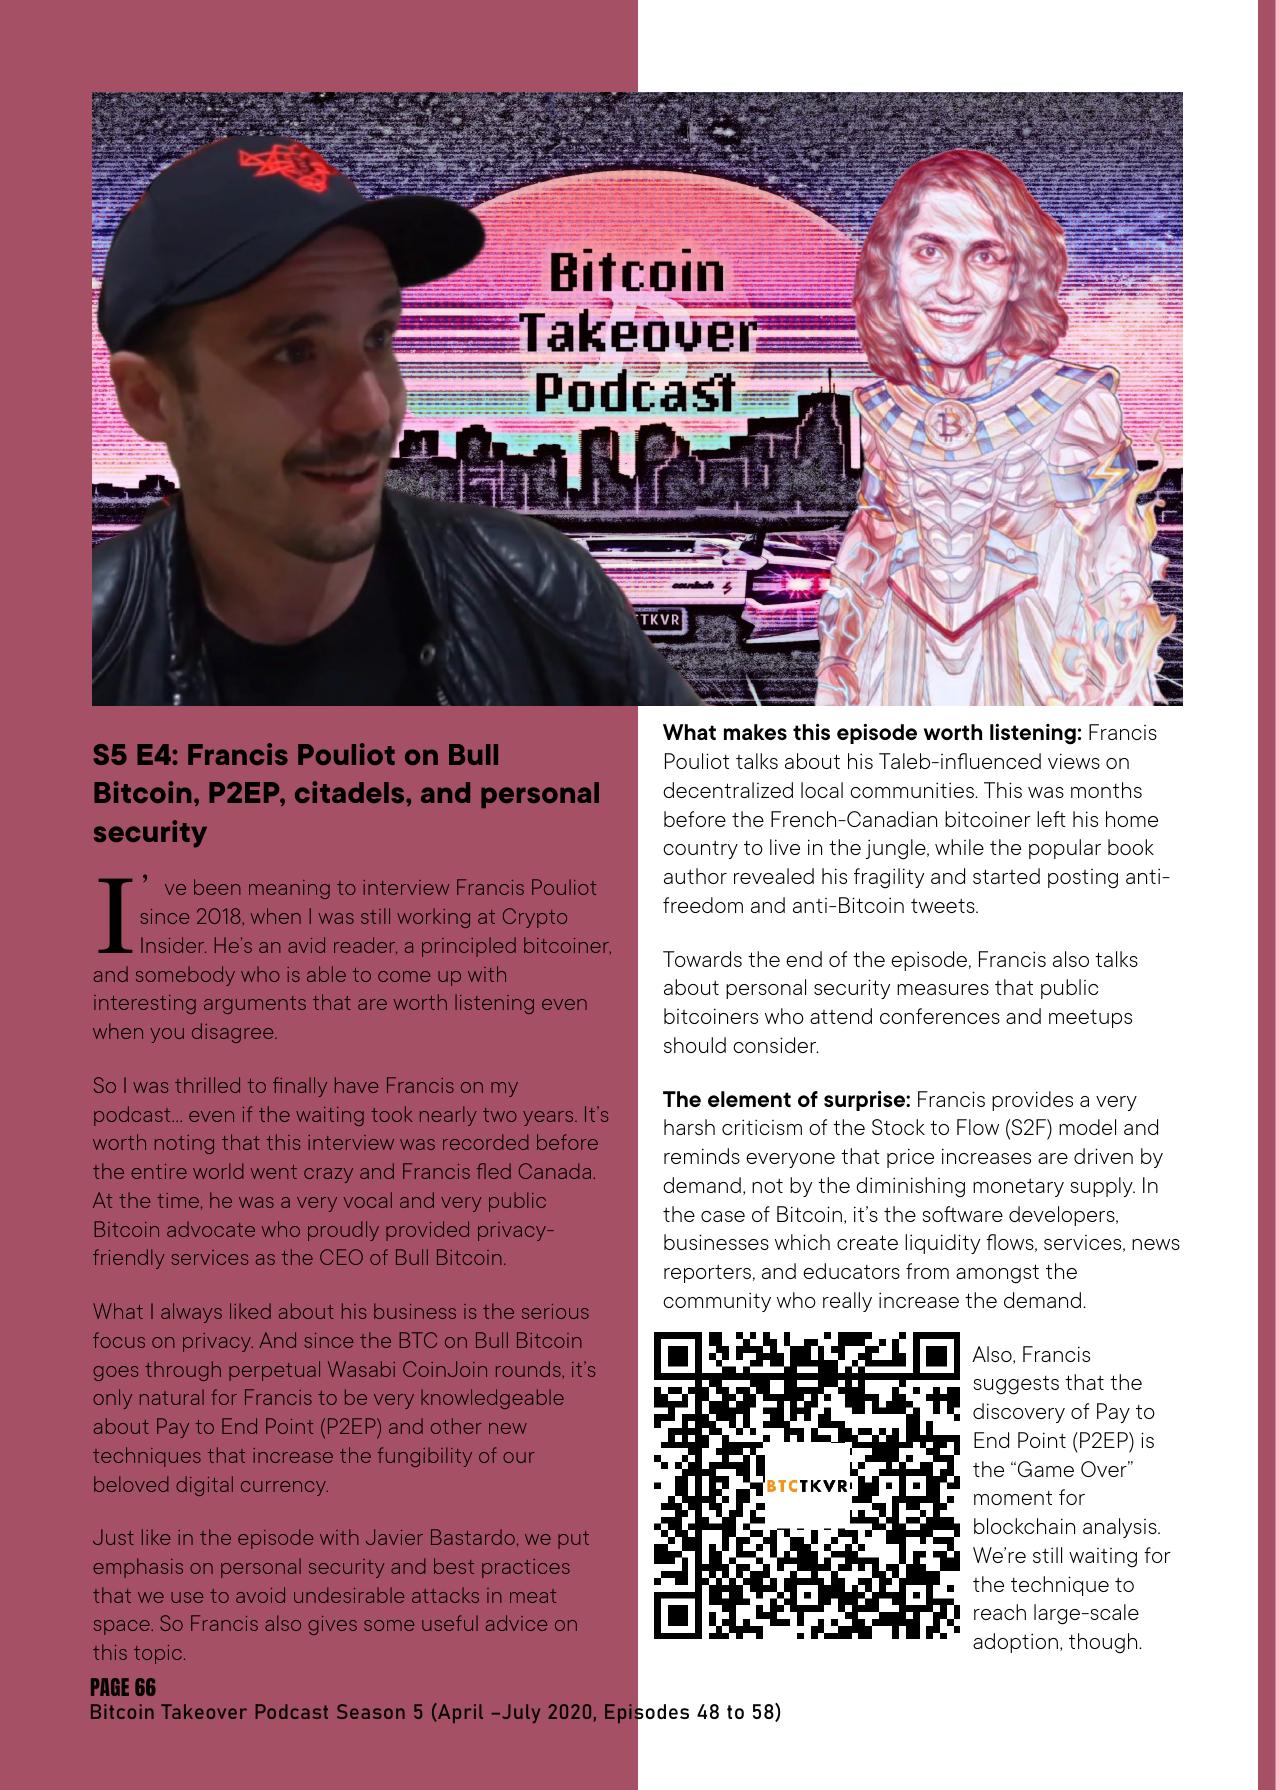 Bitcoin
Takeover
Podcast
countach
TKVR
S5 E4: Francis Pouliot on Bull
Bitcoin, P2EP, citadels, and personal
security
I’ve been meaning to interview Francis Pouliot
since 2018, when I was still working at Crypto
Insider. He’s an avid reader, a principled bitcoiner,
and somebody who is able to come up with
interesting arguments that are worth listening even
when you disagree.
So I was thrilled to finally have Francis on my
podcast... even if the waiting took nearly two years. It’s
worth noting that this interview was recorded before
the entire world went crazy and Francis fled Canada.
At the time, he was a very vocal and very public
Bitcoin advocate who proudly provided privacy-
friendly services as the CEO of Bull Bitcoin.
What I always liked about his business is the serious
focus on privacy. And since the BTC on Bull Bitcoin
goes through perpetual Wasabi CoinJoin rounds, it’s
only natural for Francis to be very knowledgeable
about Pay to End Point (P2EP) and other new
techniques that increase the fungibility of our
beloved digital currency.
Just like in the episode with Javier Bastardo, we put
emphasis on personal security and best practices
that we use to avoid undesirable attacks in meat
space. So Francis also gives some useful advice on
this topic.
What makes this episode worth listening: Francis
Pouliot talks about his Taleb-influenced views on
decentralized local communities. This was months
before the French-Canadian bitcoiner left his home
country to live in the jungle, while the popular book
author revealed his fragility and started posting anti-
freedom and anti-Bitcoin tweets.
Towards the end of the episode, Francis also talks
about personal security measures that public
bitcoiners who attend conferences and meetups
should consider.
The element of surprise: Francis provides a very
harsh criticism of the Stock to Flow (S2F) model and
reminds everyone that price increases are driven by
demand, not by the diminishing monetary supply. In
the case of Bitcoin, it’s the software developers,
businesses which create liquidity flows, services, news
reporters, and educators from amongst the
community who really increase the demand.
BTCTKVR
Also, Francis
suggests that the
discovery of Pay to
End Point (P2EP) is
the “Game Over”
moment for
blockchain analysis.
We’re still waiting for
the technique to
reach large-scale
adoption, though.
PAGE 66
Bitcoin Takeover Podcast Season 5 (April –July 2020, Episodes 48 to 58)